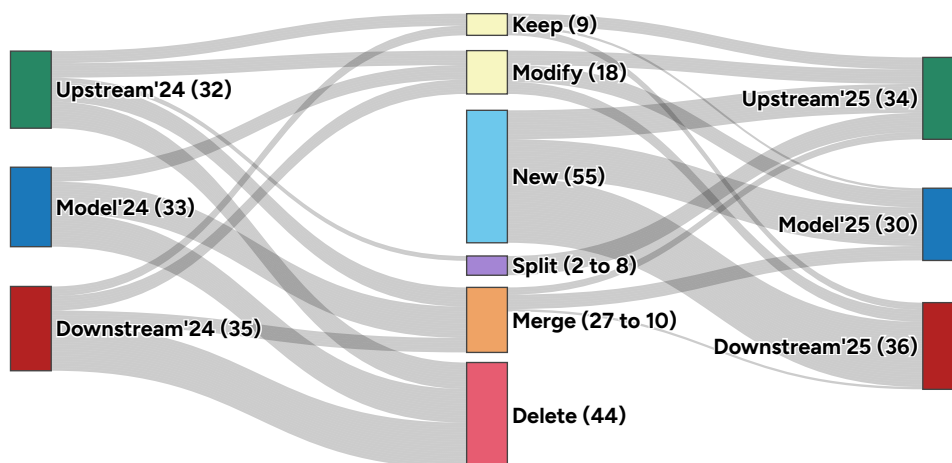 Upstream'24 (32)
Model'24 (33)
Downstream'24 (35)
Keep (9)
Modify (18)
New (55)
Split (2 to 8)
Merge (27 to 10)
Delete (44)
Upstream'25 (34)
Model'25 (30)
Downstream'25 (36)